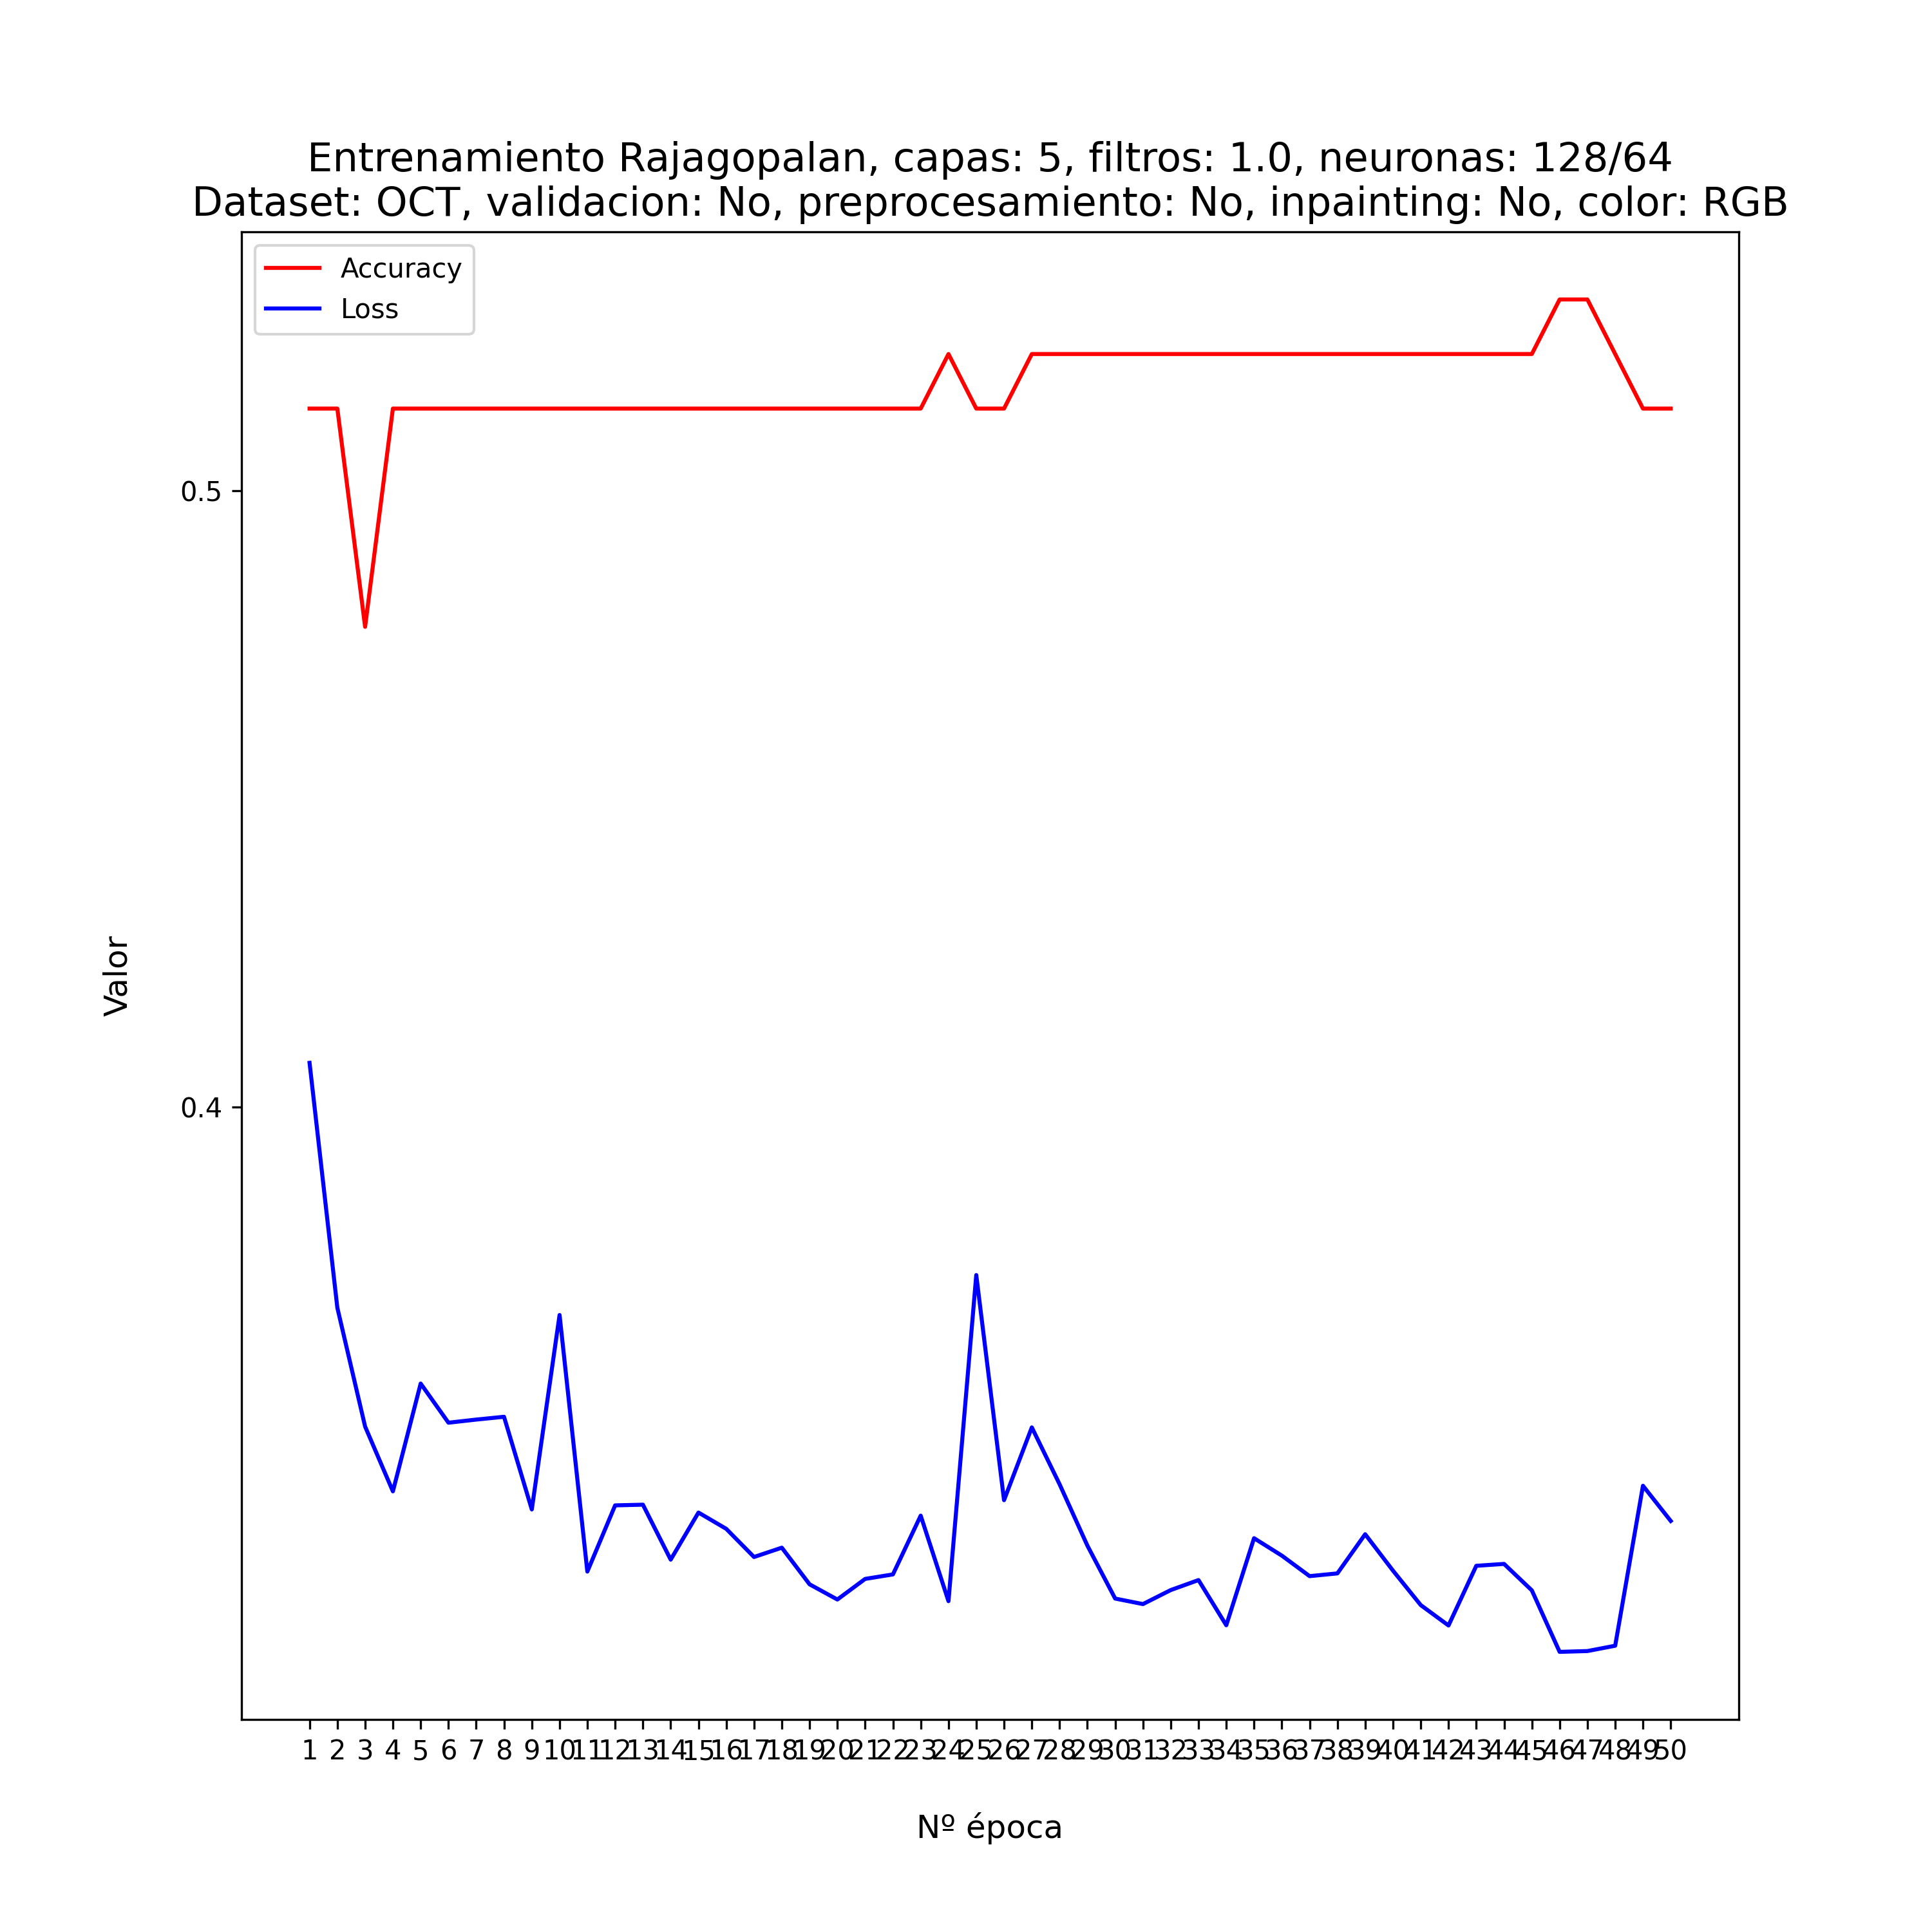 Entrenamiento Rajagopalan, capas: 5, filtros: 1.0, neuronas: 128/64
Dataset: OCT, validacion: No, preprocesamiento: No, inpainting: No, color: RGB
Accuracy
Loss
0.5
0.4
Valor
1 2 3 4 5 6 7 8 9 10 11 12 13 14 15 16 17 18 19 20 21 22 23 24 25 26 27 28 29 30 31 32 33 34 35 36 37 38 39 40 41 42 43 44 45 46 47 48 49 50
Nº época